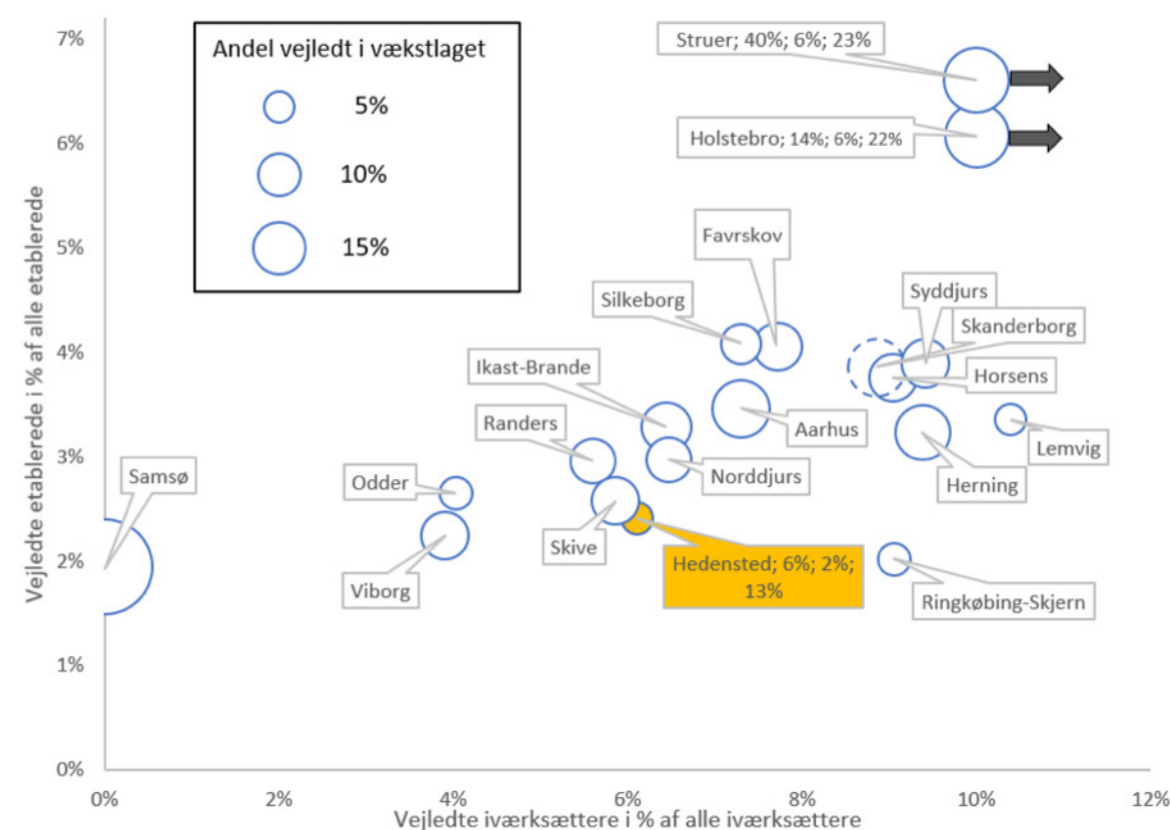 Andel vejledt i vækstlaget
5%
10%
15%
Struer; 40%; 6%; 23%
Holstebro; 14%; 6%; 22%
Favrskov
Silkeborg
Syddjurs
Skanderborg
Horsens
Ikast-Brande
Randers
Aarhus
Lemvig
Samsø
Odder
Norddjurs
Herning
Skive
Viborg
Hedensted; 6%; 2%;
13%
Ringkøbing-Skjern
7%
6%
5%
4%
3%
2%
1%
0%
Vejledte etablerede i % af alle etablerede
0%
2%
4%
6%
8%
10%
12%
Vejledte iværksættere i % af alle iværksættere